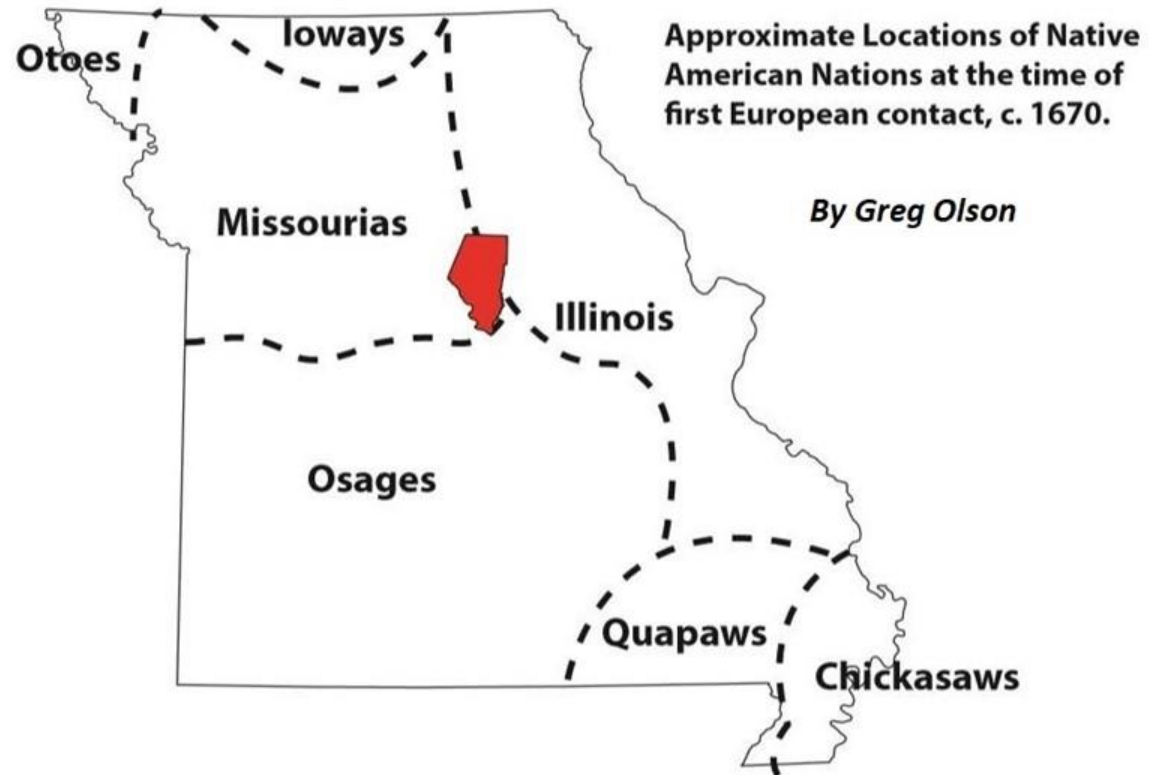 Approximate Locations of Native
American Nations at the time of
first European contact, c. 1670.
By Greg Olson
Ioways
Otoes
Missourias
Illinois
Osages
Quapaws
Chickasaws